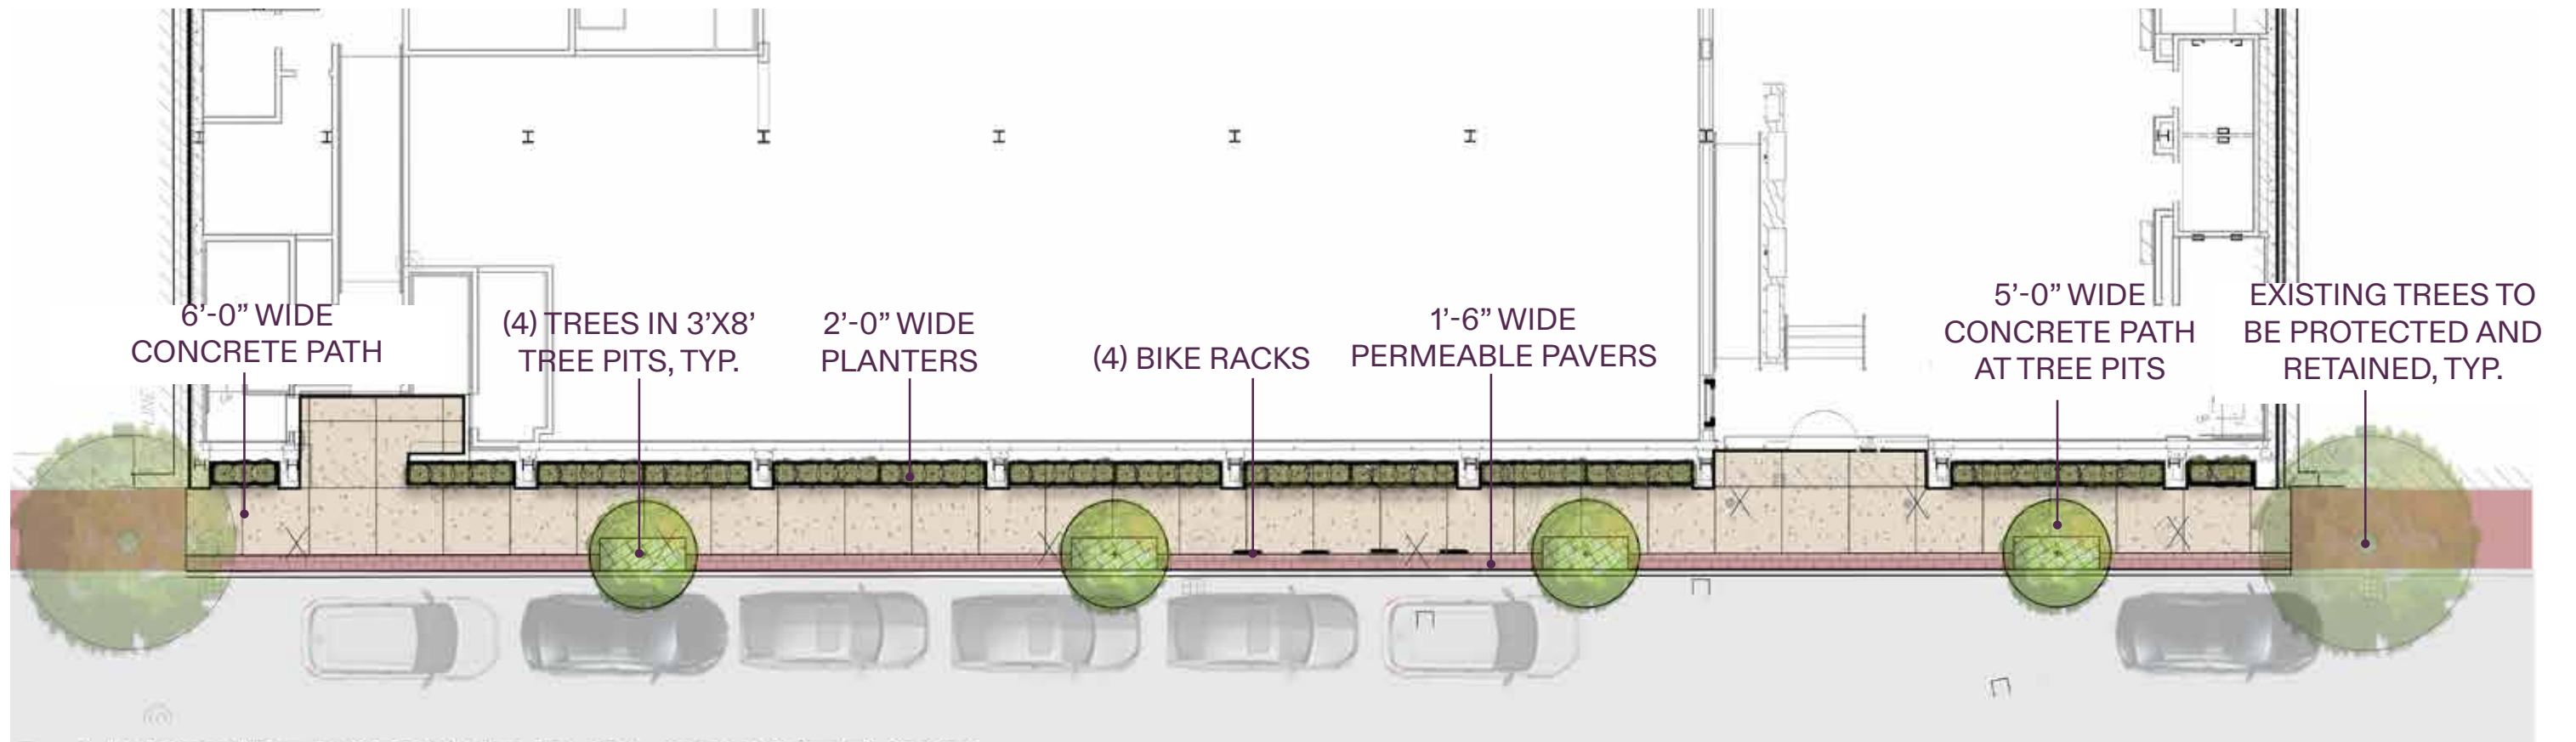 6’-0” WIDE
CONCRETE PATH
(4) TREES IN 3’X8’
TREE PITS, TYP.
2’-0” WIDE
PLANTERS
(4) BIKE RACKS
1’-6” WIDE
PERMEABLE PAVERS
5’-0” WIDE
CONCRETE PATH
AT TREE PITS
EXISTING TREES TO
BE PROTECTED AND
RETAINED, TYP.